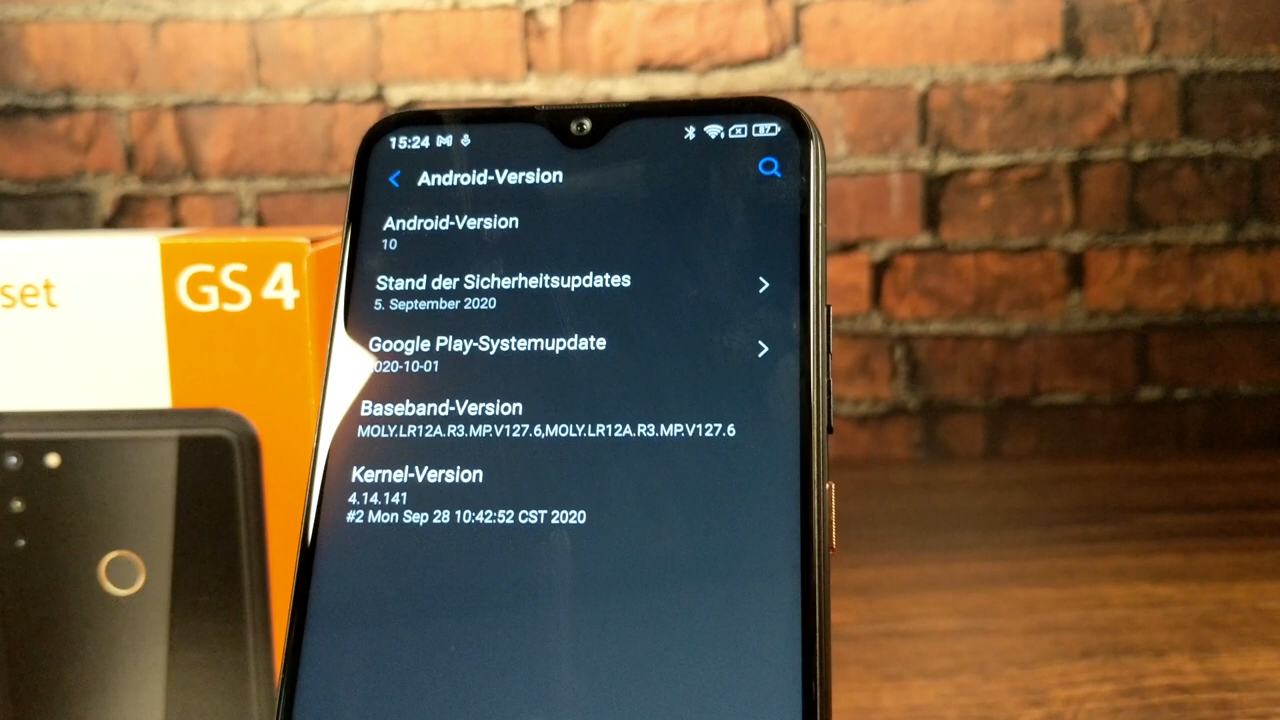 set
GS4
15:24
87
Android-Version
Android-Version
10
Stand der Sicherheitsupdates
5. September 2020
Google Play-Systemupdate
020-10-01
Baseband-Version
MOLY.LR12A.R3.MP.V127.6,MOLY.LR12A.R3.MP.V127.6
Kernel-Version
4.14.141
#2 Mon Sep 28 10:42:52 CST 2020